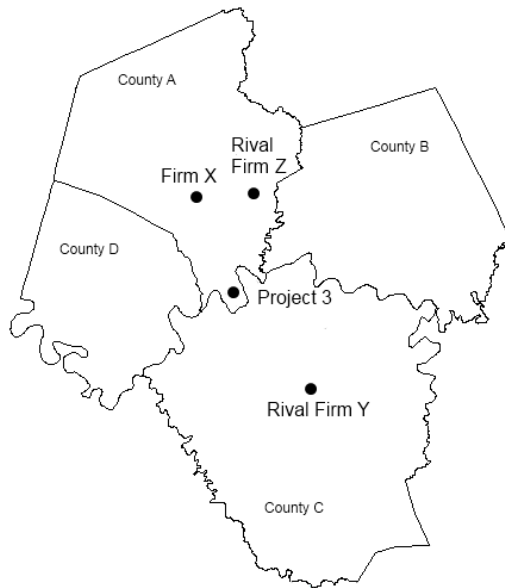 County A
Rival
Firm Z
County B
Firm X
County D
Project 3
Rival Firm Y
County C